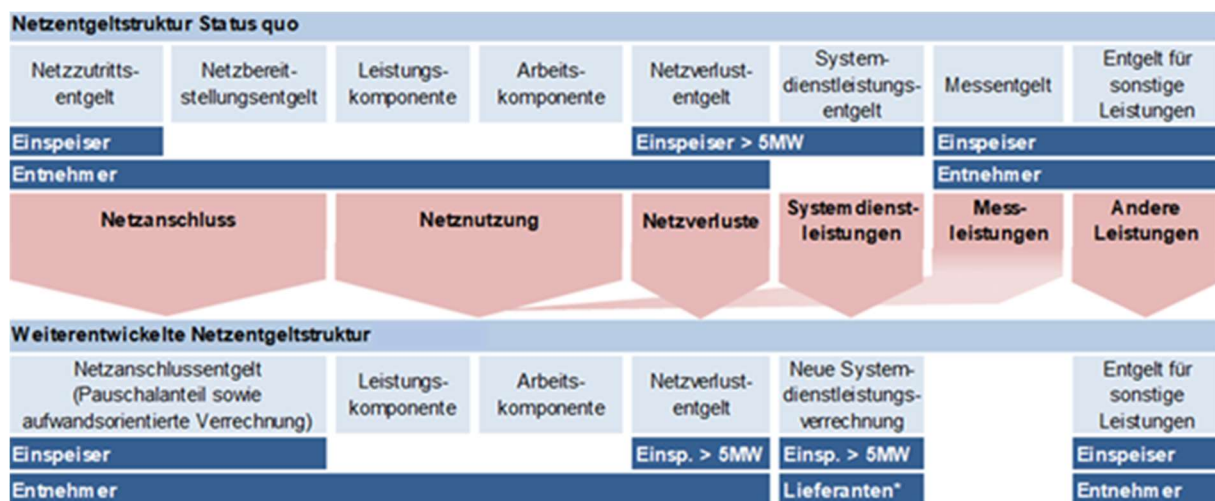 Netzentgeltstruktur Status quo
Netzzutritts-
entgelt
Netzbereit-
stellungsentgelt
Leistungs-
komponente
Arbeits-
komponente
Netzverlust-
entgelt
System-
dienstleistungs-
entgelt
Messentgelt
Entgelt für
sonstige
Leistungen
Einspeiser
Einspeiser > 5MW
Einspeiser
Entnehmer
Entnehmer
Netzanschluss
Netznutzung
Netzverluste
Systemdienst-
leistungen
Mess-
leistungen
Andere
Leistungen
Weiterentwickelte Netzentgeltstruktur
Netzanschlussentgelt
(Pauschalanteil sowie
aufwandsorientierte Verrechnung)
Leistungs-
komponente
Arbeits-
komponente
Netzverlust-
entgelt
Neue System-
dienstleistungs-
verrechnung
Entgelt für
sonstige
Leistungen
Einspeiser
Einsp. > 5MW
Einsp. > 5MW
Einspeiser
Entnehmer
Lieferanten*
Entnehmer